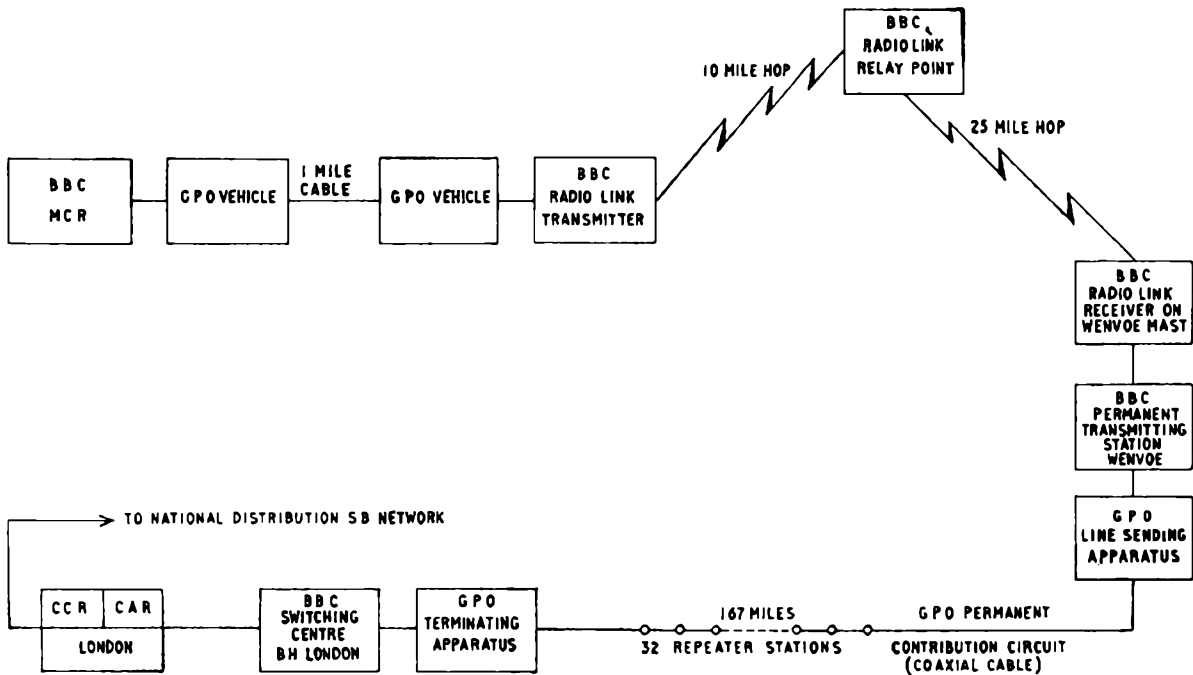 BBC
MCR
GPO VEHICLE
1 MILE
CABLE
GPO VEHICLE
BBC
RADIO LINK
TRANSMITTER
10 MILE HOP
BBC
RADIO LINK
RELAY POINT
25 MILE HOP
BBC
RADIO LINK
RECEIVER ON
WENVOE MAST
BBC
PERMANENT
TRANSMITTING
STATION
WENVOE
GPO
LINE SENDING
APPARATUS
GPO PERMANENT
CONTRIBUTION CIRCUIT
(COAXIAL CABLE)
167 MILES
32 REPEATER STATIONS
GPO
TERMINATING
APPARATUS
BBC
SWITCHING
CENTRE
BH LONDON
CCR CAR
LONDON
TO NATIONAL DISTRIBUTION SB NETWORK